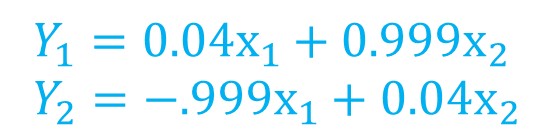 Y₁ = 0.04x₁ + 0.999x₂
Y₂ = −.999x₁ + 0.04x₂